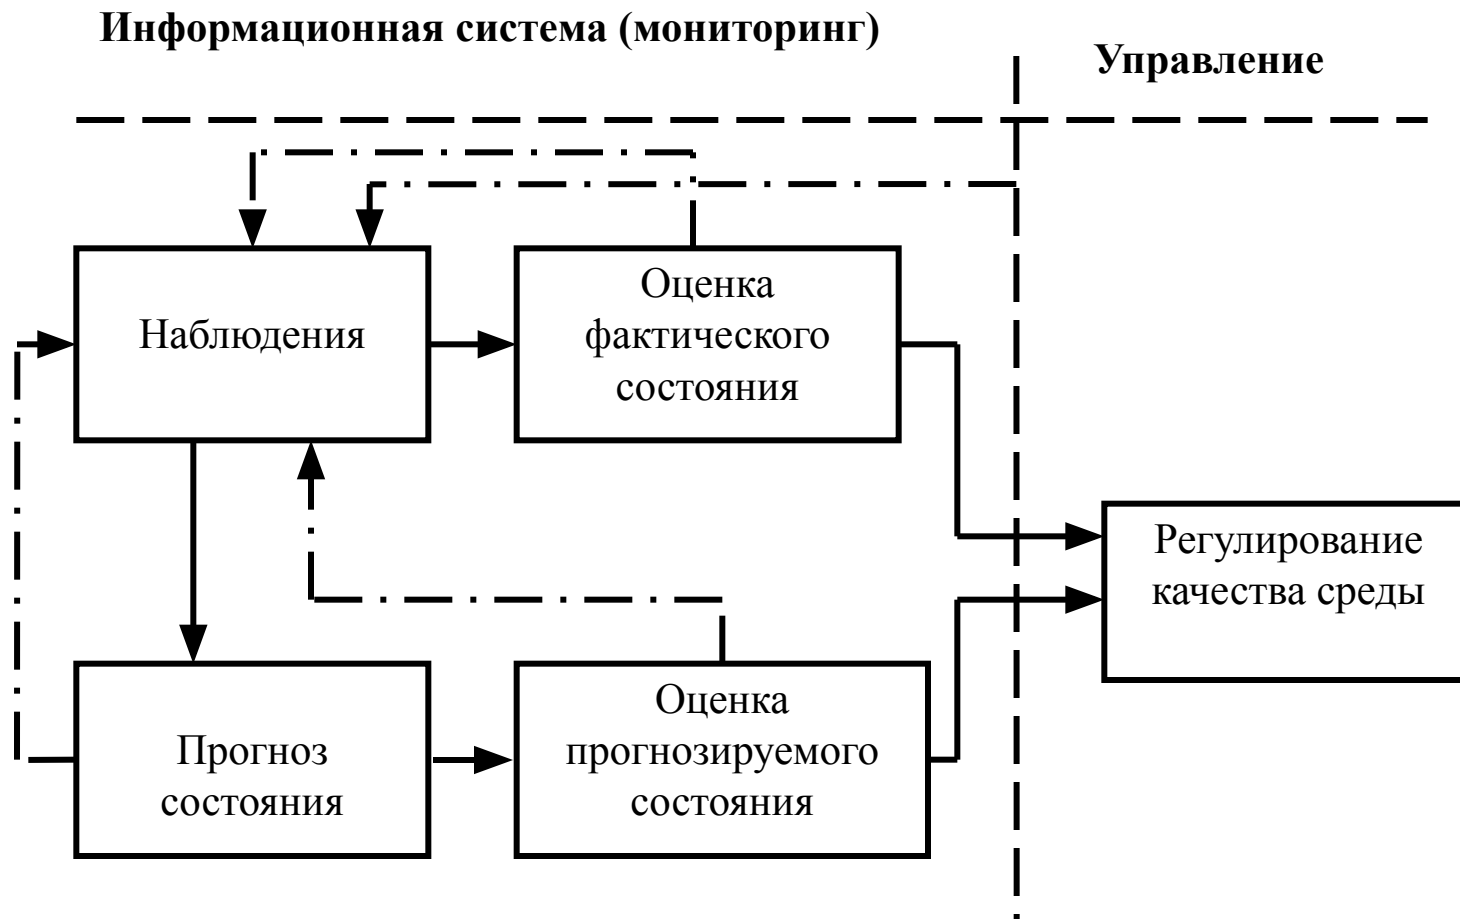 Информационная система (мониторинг)
Управление
Наблюдения
Оценка
фактического
состояния
Регулирование
качества среды
Прогноз
состояния
Оценка
прогнозируемого
состояния